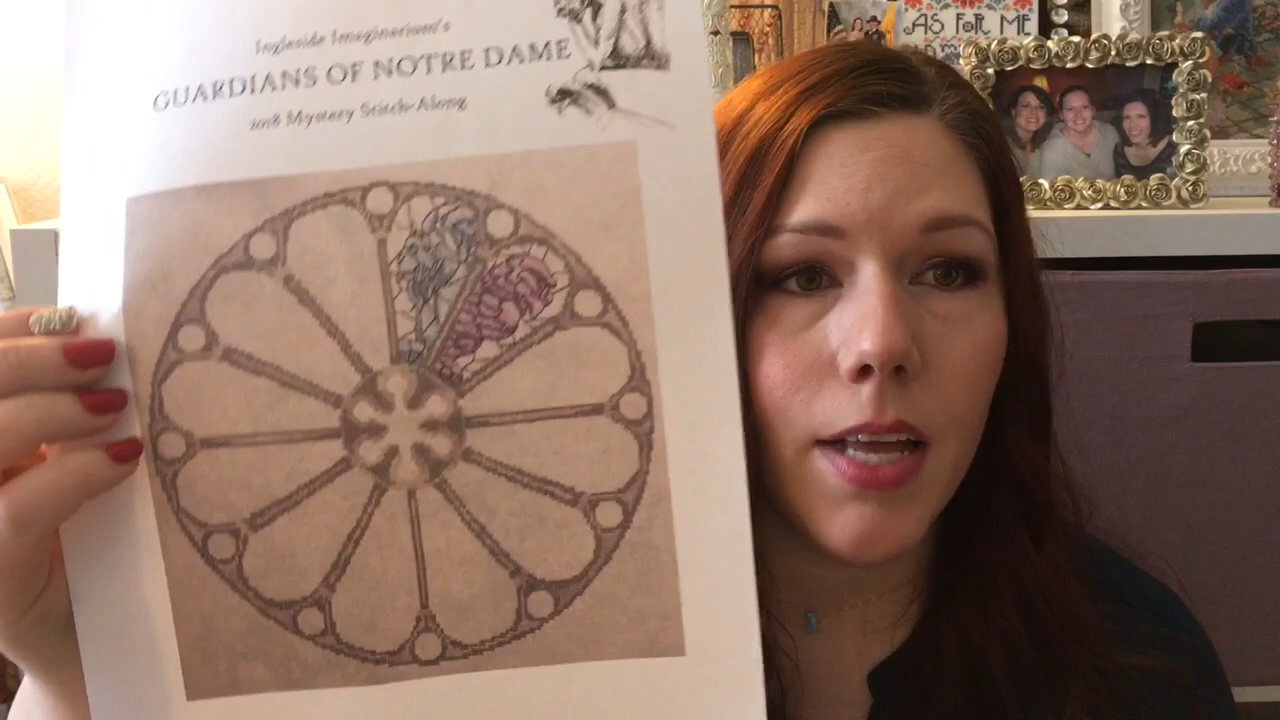 Ingleside Imaginarium's
GUARDIANS OF NOTRE DAME
2018 Mystery Stitch-Along
AS FOR ME